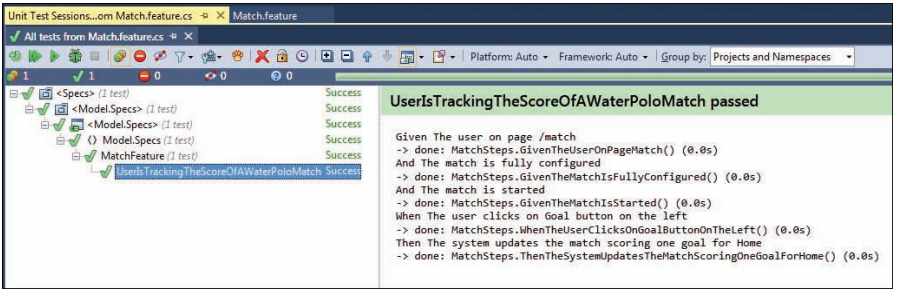 Unit Test Sessions...om Match.feature.cs Match.feature
All tests from Match.feature.cs
Platform: Auto Framework: Auto Group by: Projects and Namespaces
1 1 0 0 0
<Specs> (1 test) Success
<Model.Specs> (1 test) Success
<Model.Specs> (1 test) Success
Model.Specs (1 test) Success
MatchFeature (1 test) Success
UserIsTrackingTheScoreOfAWaterPoloMatch Success
UserIsTrackingTheScoreOfAWaterPoloMatch passed
Given The user on page /match
-> done: MatchSteps.GivenTheUserOnPageMatch() (0.0s)
And The match is fully configured
-> done: MatchSteps.GivenTheMatchIsFullyConfigured() (0.0s)
And The match is started
-> done: MatchSteps.GivenTheMatchIsStarted() (0.0s)
When The user clicks on Goal button on the left
-> done: MatchSteps.WhenTheUserClicksOnGoalButtonOnTheLeft() (0.0s)
Then The system updates the match scoring one goal for Home
-> done: MatchSteps.ThenTheSystemUpdatesTheMatchScoringOneGoalForHome() (0.0s)